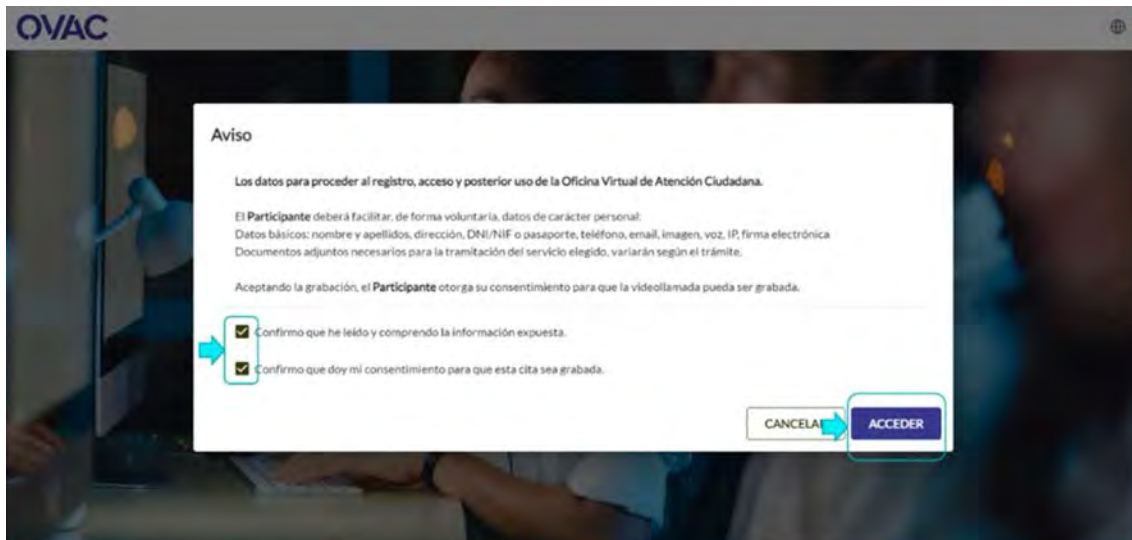 OVAC
Aviso
Los datos para proceder al registro, acceso y posterior uso de la Oficina Virtual de Atención Ciudadana.
El Participante deberá facilitar, de forma voluntaria, datos de carácter personal:
Datos básicos: nombre y apellidos, dirección, DNI/NIF o pasaporte, teléfono, email, imagen, voz, IP, firma electrónica
Documentos adjuntos necesarios para la tramitación del servicio elegido, variarán según el trámite.
Aceptando la grabación, el Participante otorga su consentimiento para que la videollamada pueda ser grabada.
Confirmo que he leído y comprendo la información expuesta.
Confirmo que doy mi consentimiento para que esta cita sea grabada.
CANCELA
ACCEDER